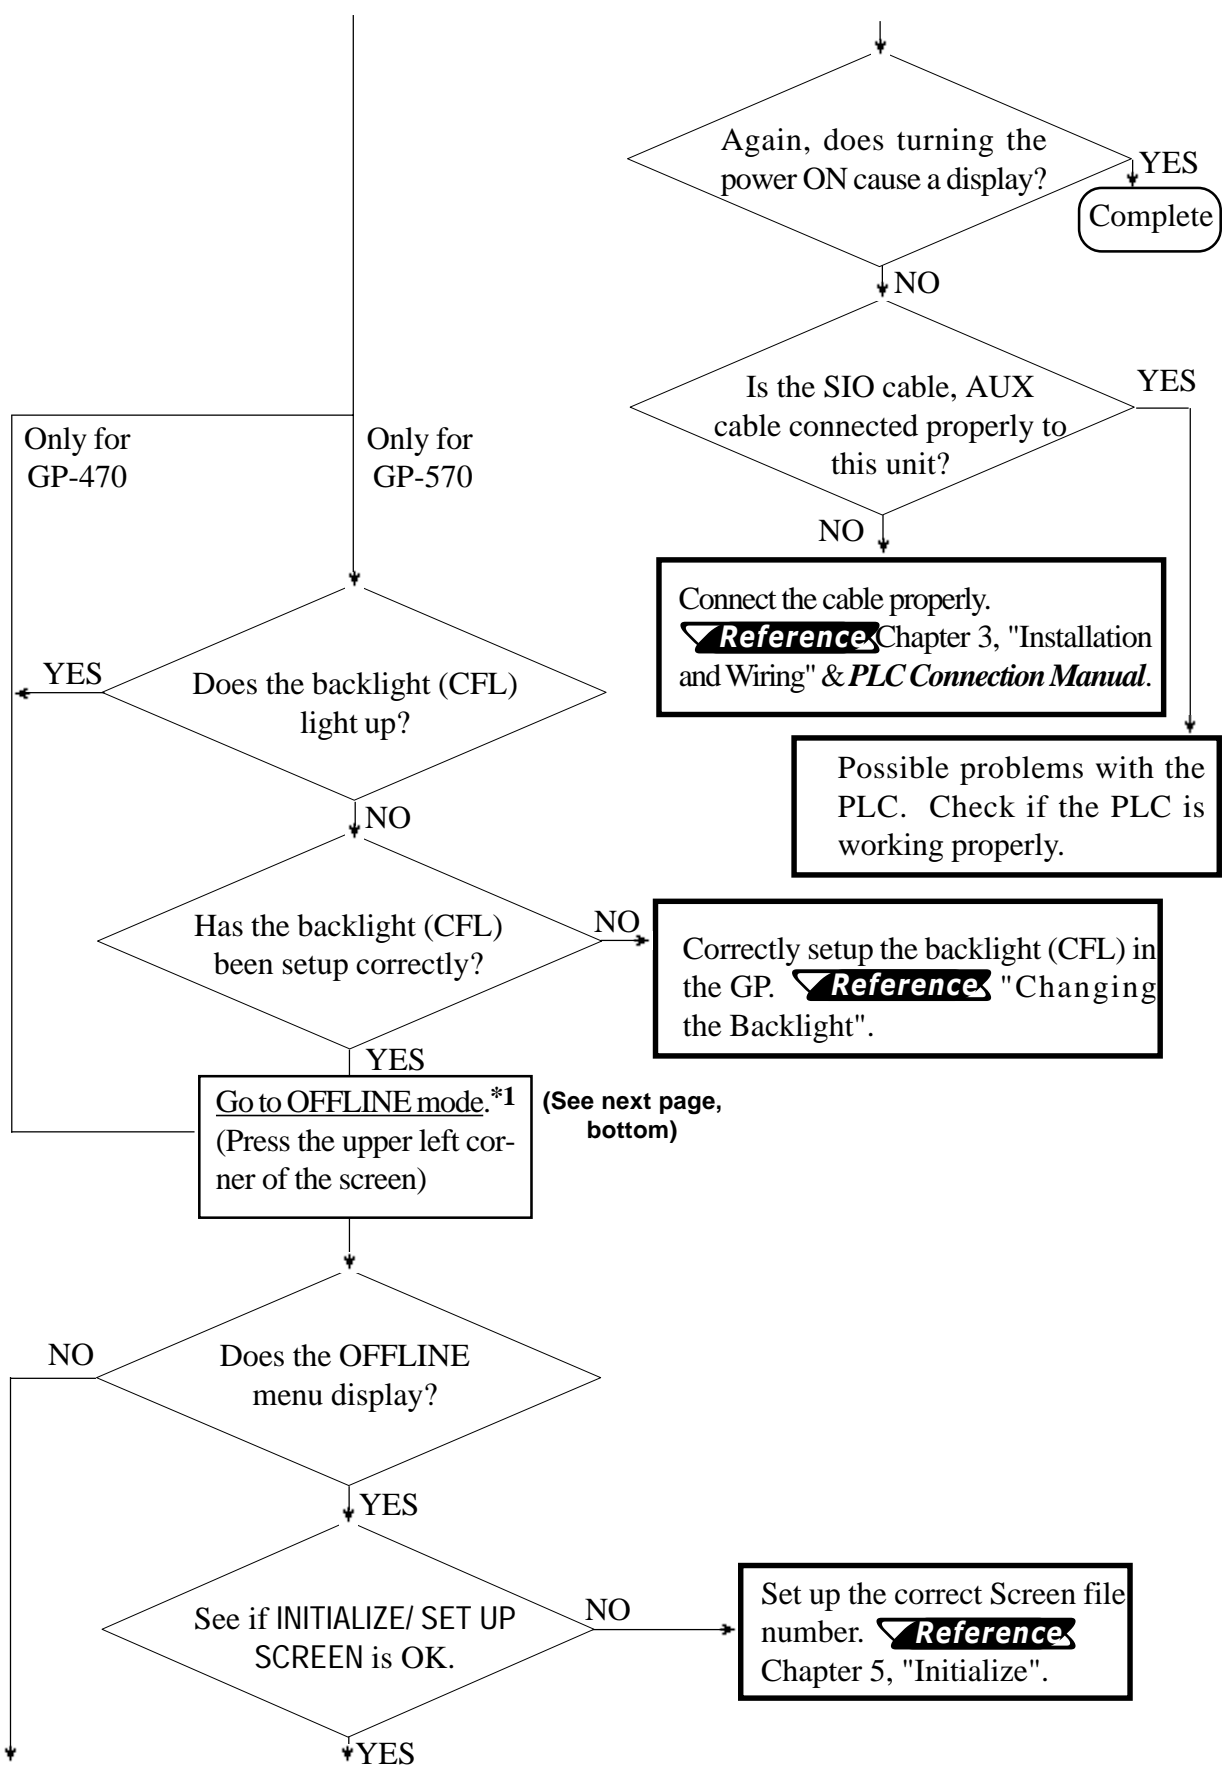 Again, does turning the
power ON cause a display?
YES
Complete
NO
Is the SIO cable, AUX
cable connected properly to
this unit?
YES
NO
Connect the cable properly.
Reference Chapter 3, "Installation
and Wiring" & PLC Connection Manual.
Possible problems with the
PLC. Check if the PLC is
working properly.
Only for
GP-470
Only for
GP-570
YES
Does the backlight (CFL)
light up?
NO
Has the backlight (CFL)
been setup correctly?
NO
Correctly setup the backlight (CFL) in
the GP. Reference "Changing
the Backlight".
YES
Go to OFFLINE mode.*1
(Press the upper left cor-
ner of the screen)
(See next page,
bottom)
NO
Does the OFFLINE
menu display?
YES
See if INITIALIZE/ SET UP
SCREEN is OK.
NO
Set up the correct Screen file
number. Reference
Chapter 5, "Initialize".
YES